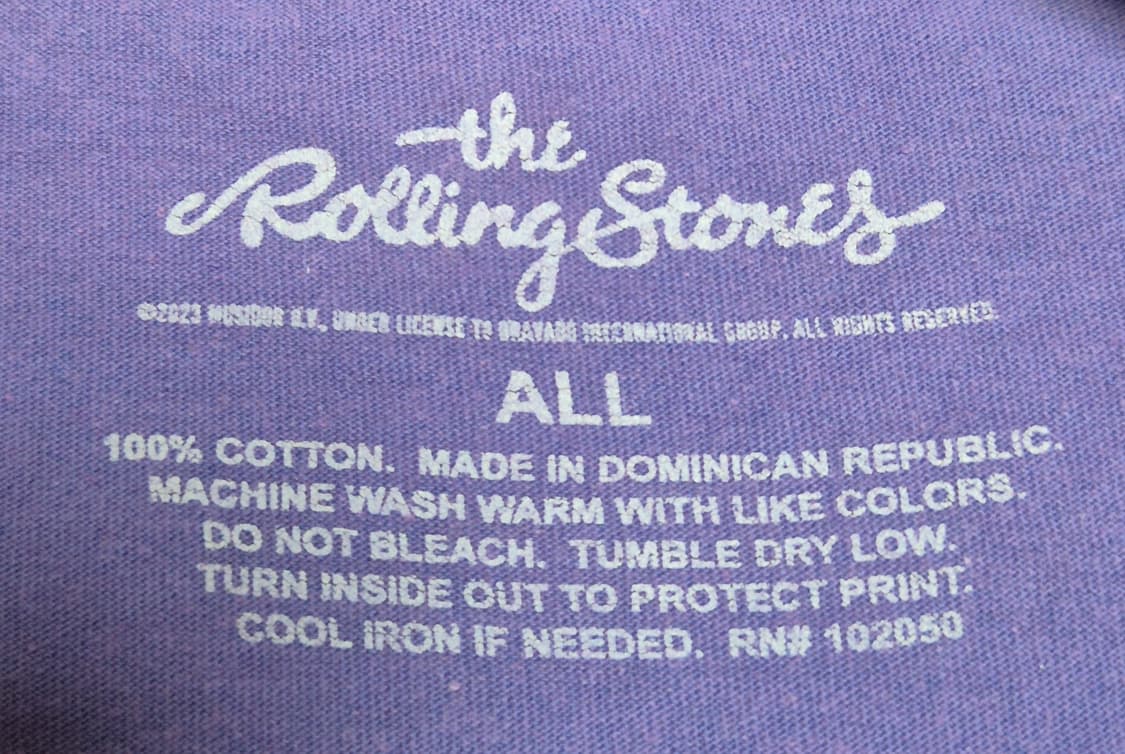 the
Rolling Stones
©2023 MUSIDOR B.V., UNDER LICENSE TO BRAVADO INTERNATIONAL GROUP. ALL RIGHTS RESERVED.
ALL
100% COTTON. MADE IN DOMINICAN REPUBLIC.
MACHINE WASH WARM WITH LIKE COLORS.
DO NOT BLEACH. TUMBLE DRY LOW.
TURN INSIDE OUT TO PROTECT PRINT.
COOL IRON IF NEEDED. RN# 102050